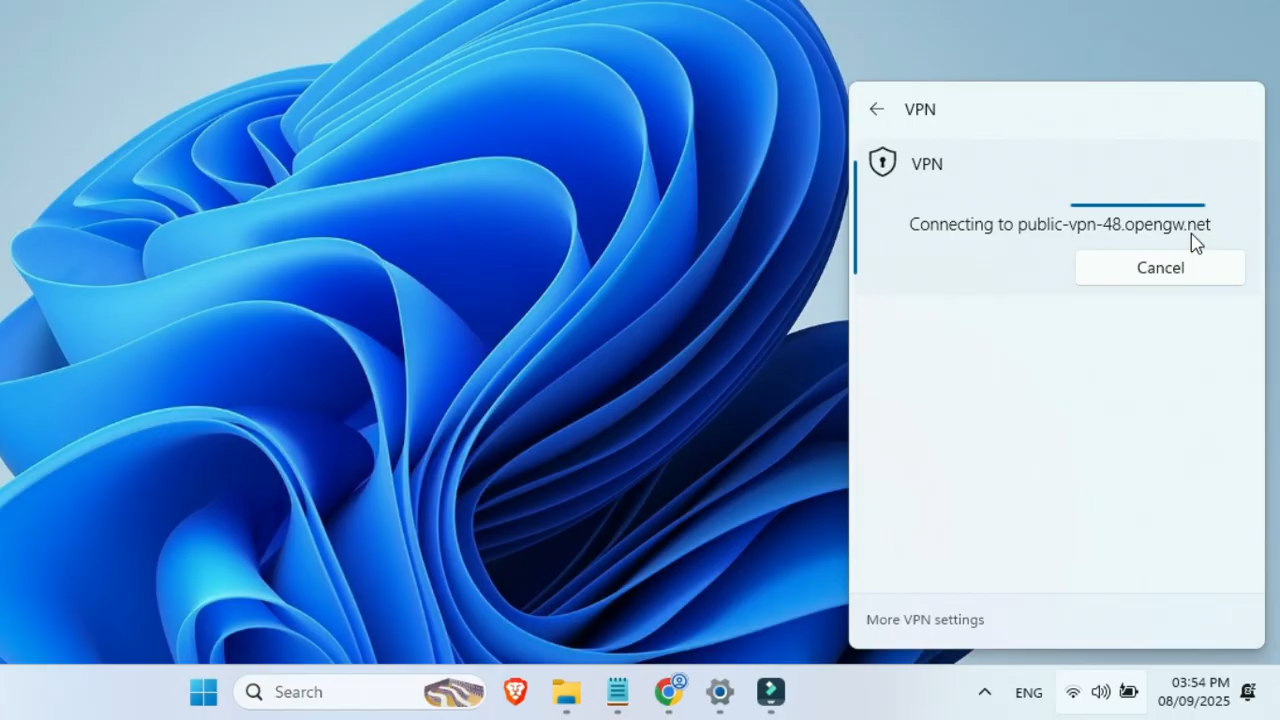 VPN
VPN
Connecting to public-vpn-48.opengw.net
Cancel
More VPN settings
Search
ENG
03:54 PM
08/09/2025